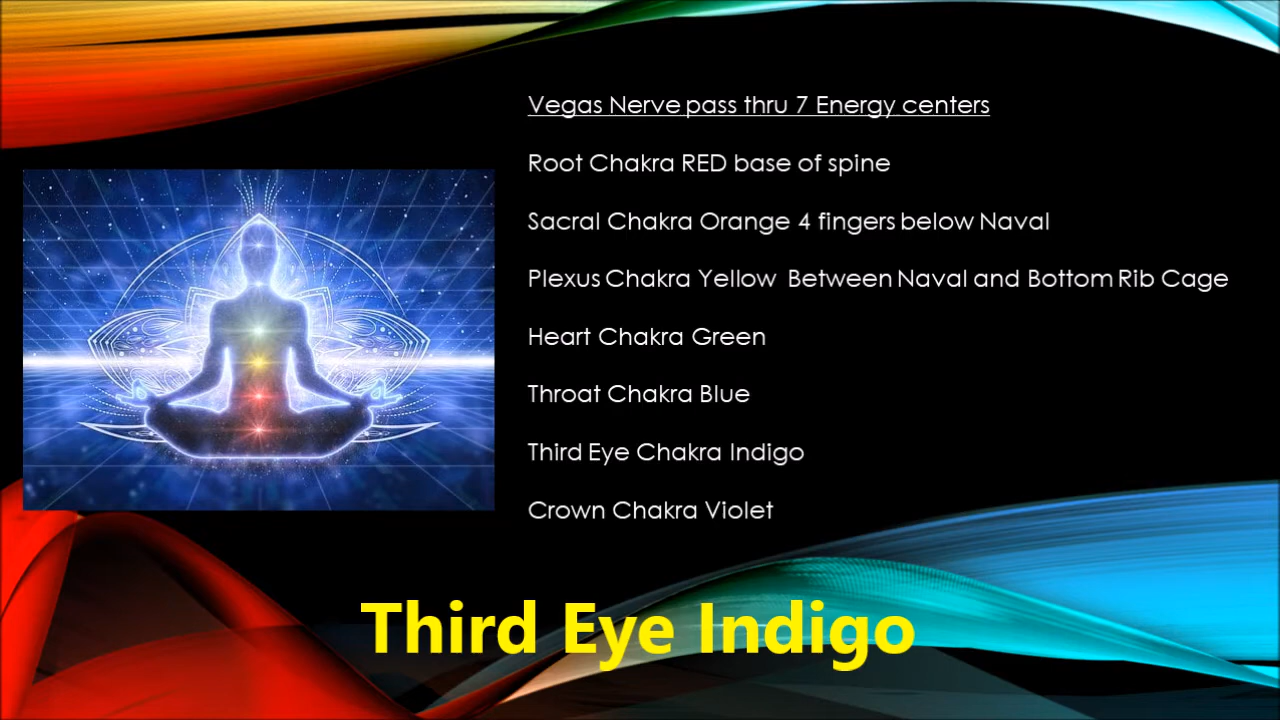 Vegas Nerve pass thru 7 Energy centers
Root Chakra RED base of spine
Sacral Chakra Orange 4 fingers below Naval
Plexus Chakra Yellow  Between Naval and Bottom Rib Cage
Heart Chakra Green
Throat Chakra Blue
Third Eye Chakra Indigo
Crown Chakra Violet
Third Eye Indigo